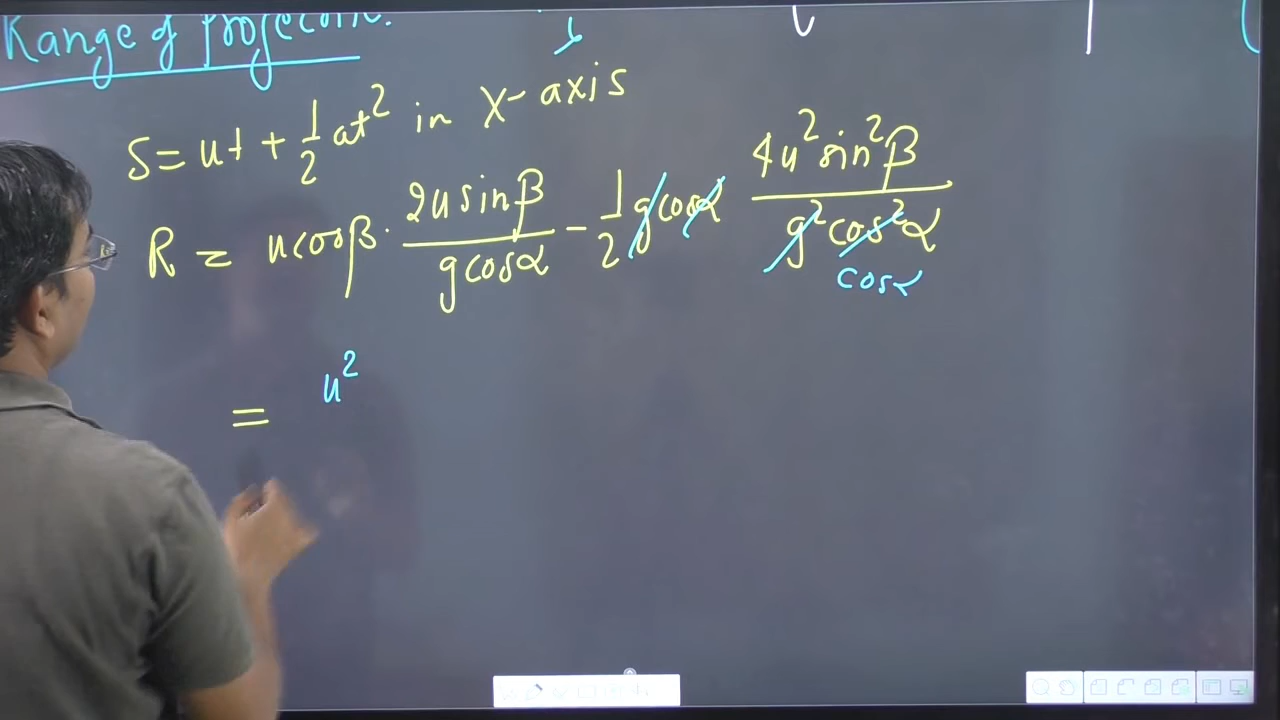 Range of Projectile.
S = ut + 1/2 at² in X-axis
R = u cosβ · 2u sinβ / g cosα − 1/2 g cosα 4u² sin²β / g² cos²α
cosα
= u²